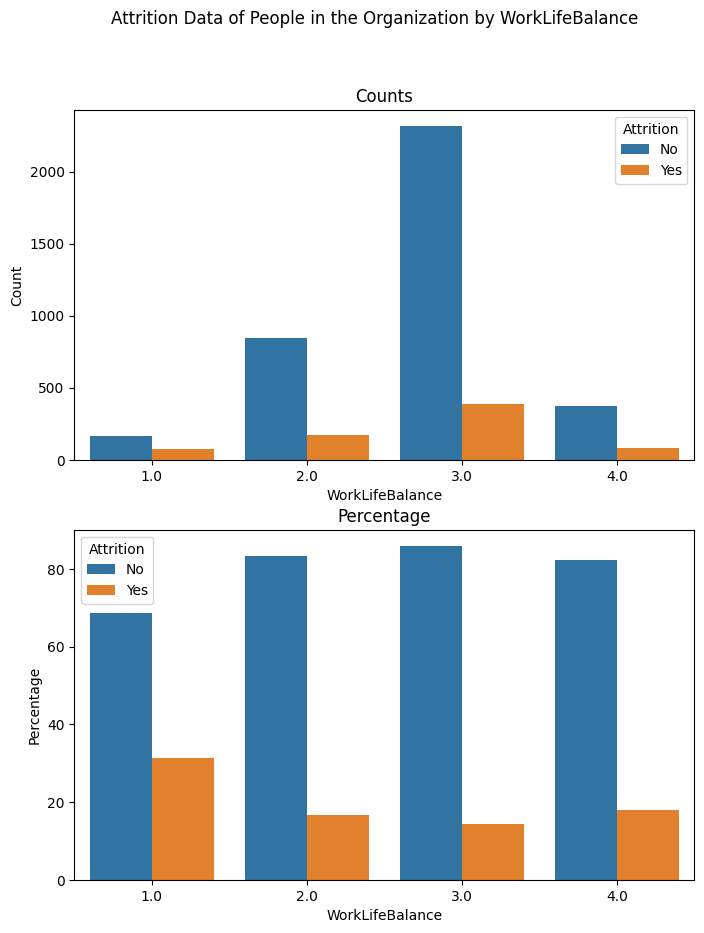 Attrition Data of People in the Organization by WorkLifeBalance
Counts
Attrition
No
Yes
2000
1500
1000
500
0
Count
1.0 2.0 3.0 4.0
WorkLifeBalance
Percentage
Attrition
No
Yes
80
60
40
20
0
Percentage
1.0 2.0 3.0 4.0
WorkLifeBalance